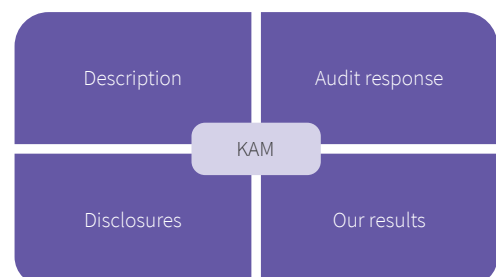 Description
Audit response
KAM
Disclosures
Our results